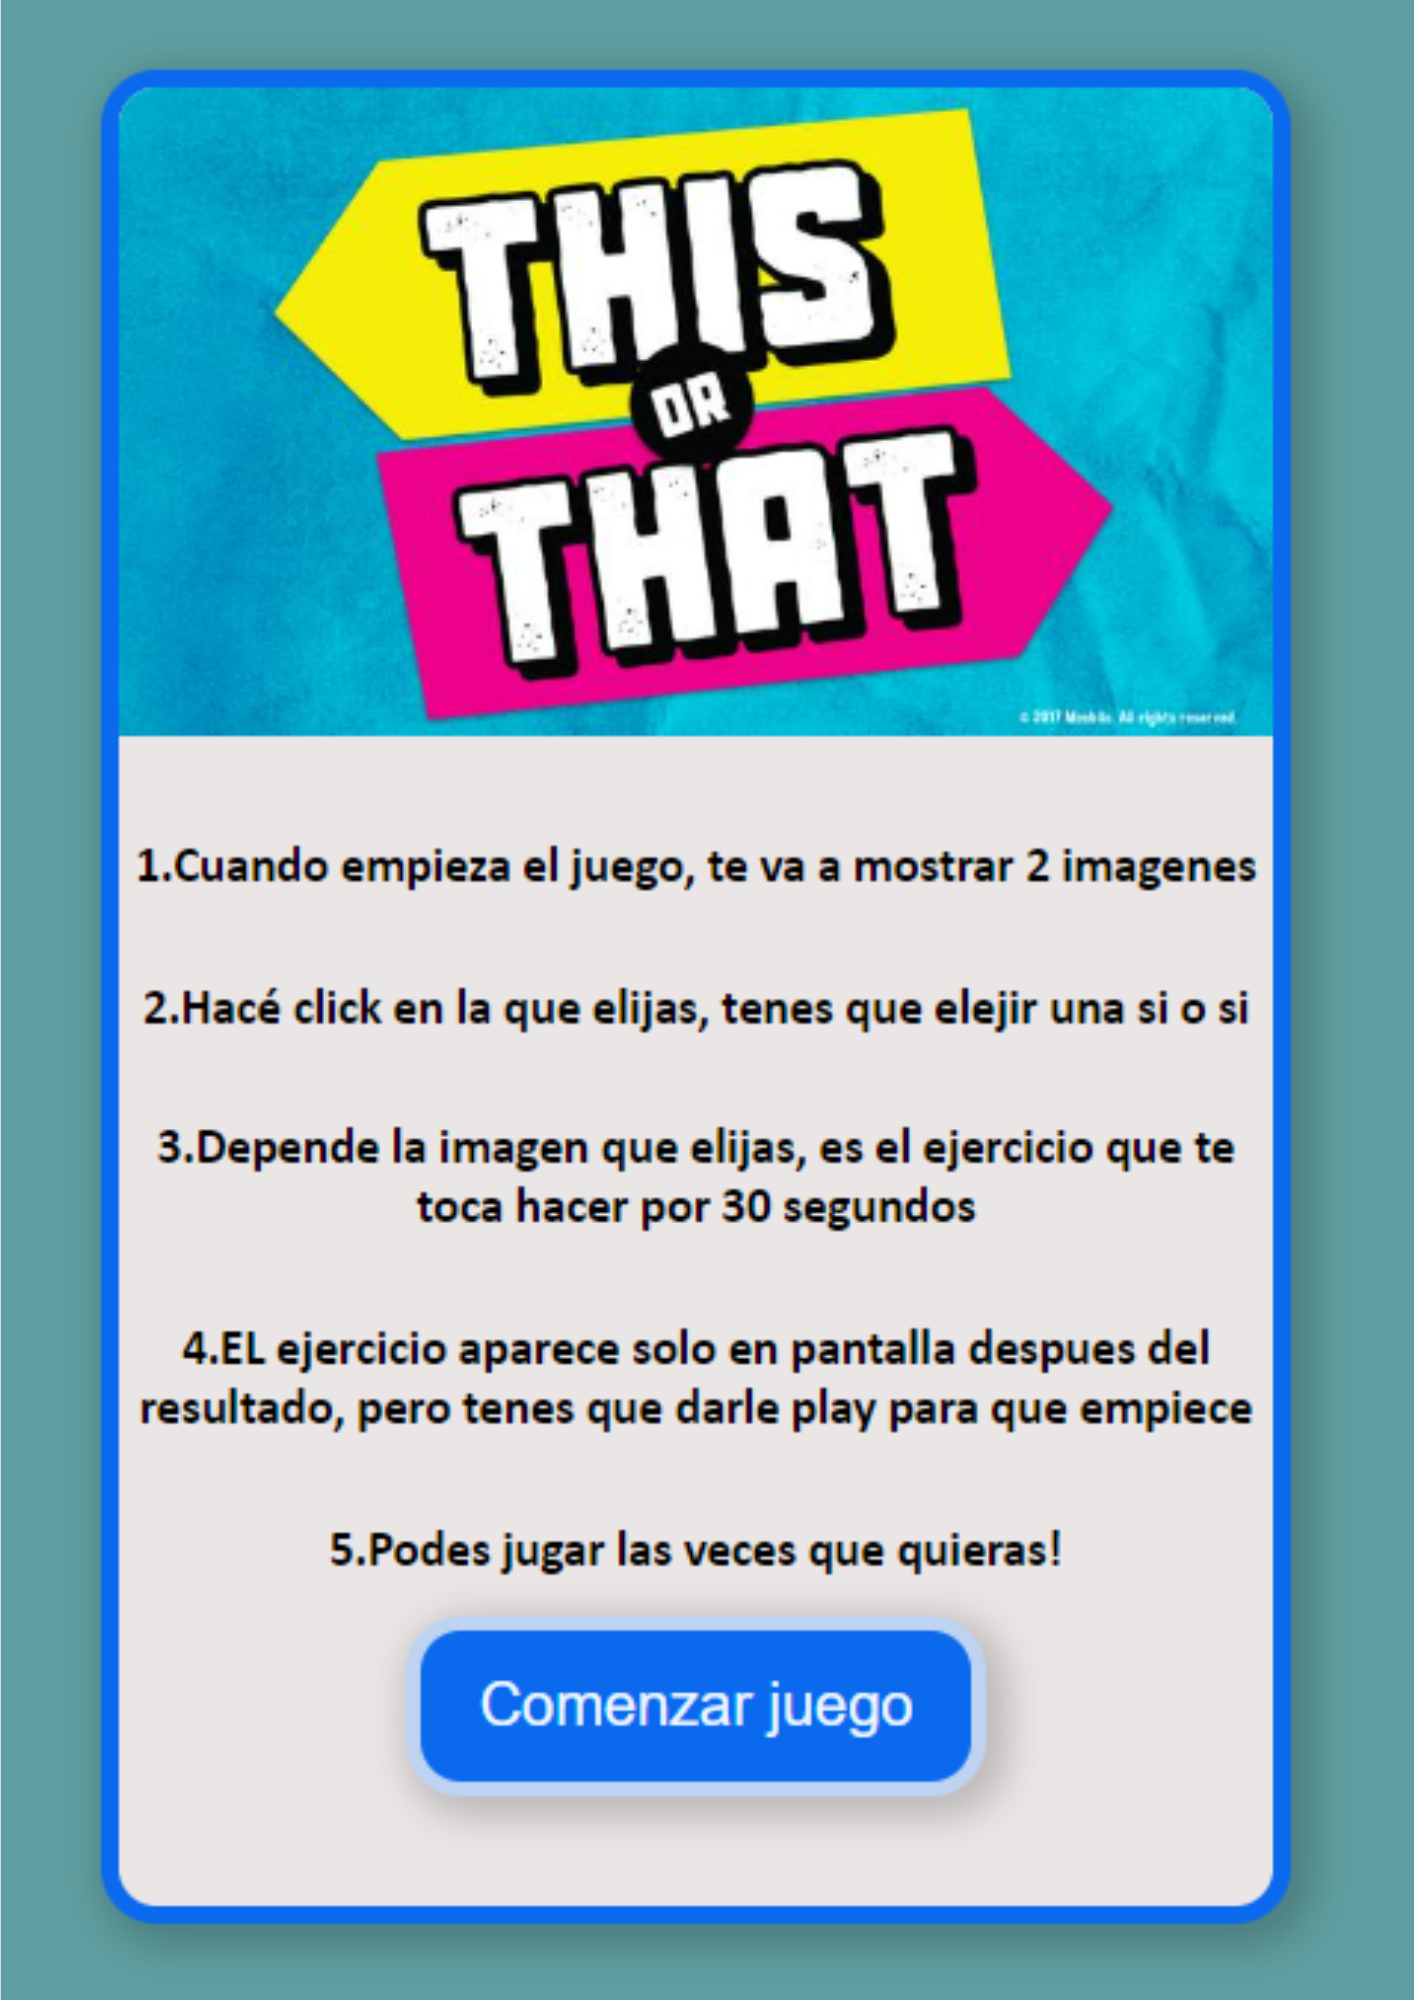 THIS
OR
THAT
© 2017 All rights reserved.
1.Cuando empieza el juego, te va a mostrar 2 imagenes
2.Hacé click en la que elijas, tenes que elejir una si o si
3.Depende la imagen que elijas, es el ejercicio que te
toca hacer por 30 segundos
4.EL ejercicio aparece solo en pantalla despues del
resultado, pero tenes que darle play para que empiece
5.Podes jugar las veces que quieras!
Comenzar juego